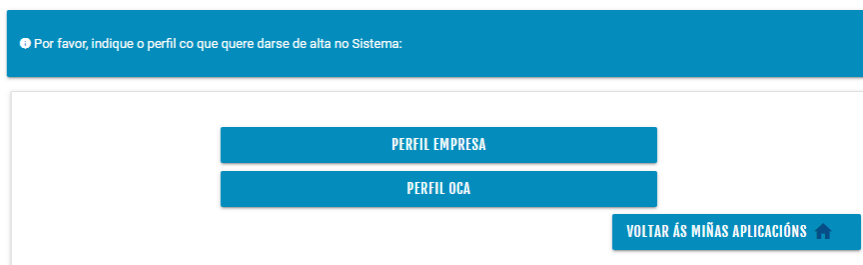 Por favor, indique o perfil co que quere darse de alta no Sistema:
PERFIL EMPRESA
PERFIL OCA
VOLTAR ÁS MIÑAS APLICACIÓNS